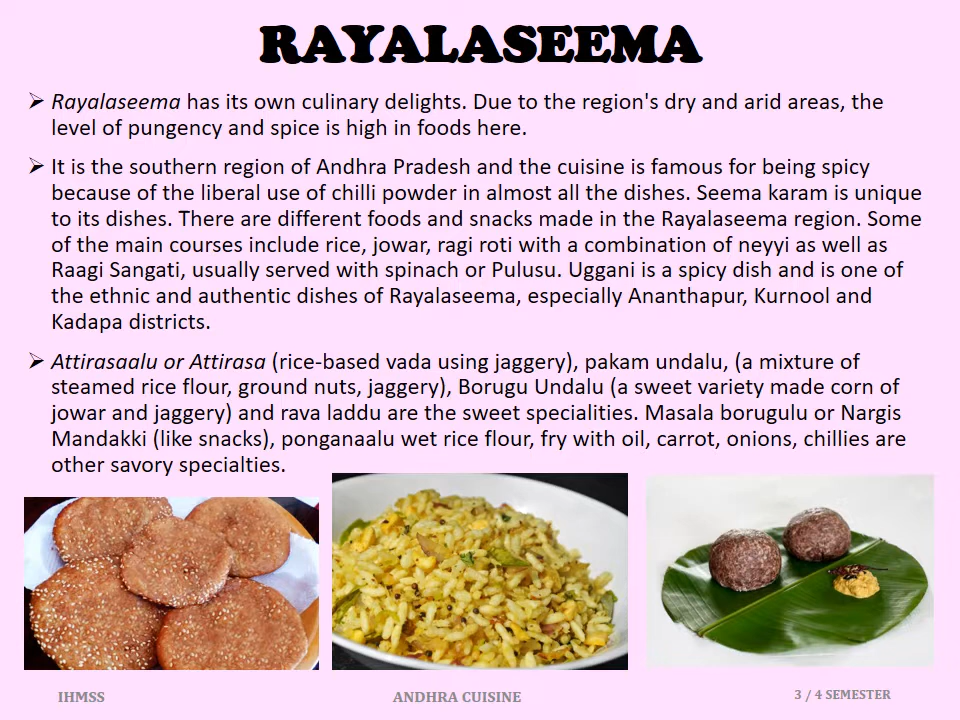 RAYALASEEMA
➢ Rayalaseema has its own culinary delights. Due to the region's dry and arid areas, the
level of pungency and spice is high in foods here.
➢ It is the southern region of Andhra Pradesh and the cuisine is famous for being spicy
because of the liberal use of chilli powder in almost all the dishes. Seema karam is unique
to its dishes. There are different foods and snacks made in the Rayalaseema region. Some
of the main courses include rice, jowar, ragi roti with a combination of neyyi as well as
Raagi Sangati, usually served with spinach or Pulusu. Uggani is a spicy dish and is one of
the ethnic and authentic dishes of Rayalaseema, especially Ananthapur, Kurnool and
Kadapa districts.
➢ Attirasaalu or Attirasa (rice-based vada using jaggery), pakam undalu, (a mixture of
steamed rice flour, ground nuts, jaggery), Borugu Undalu (a sweet variety made corn of
jowar and jaggery) and rava laddu are the sweet specialities. Masala borugulu or Nargis
Mandakki (like snacks), ponganaalu wet rice flour, fry with oil, carrot, onions, chillies are
other savory specialties.
IHMSS
ANDHRA CUISINE
3 / 4 SEMESTER